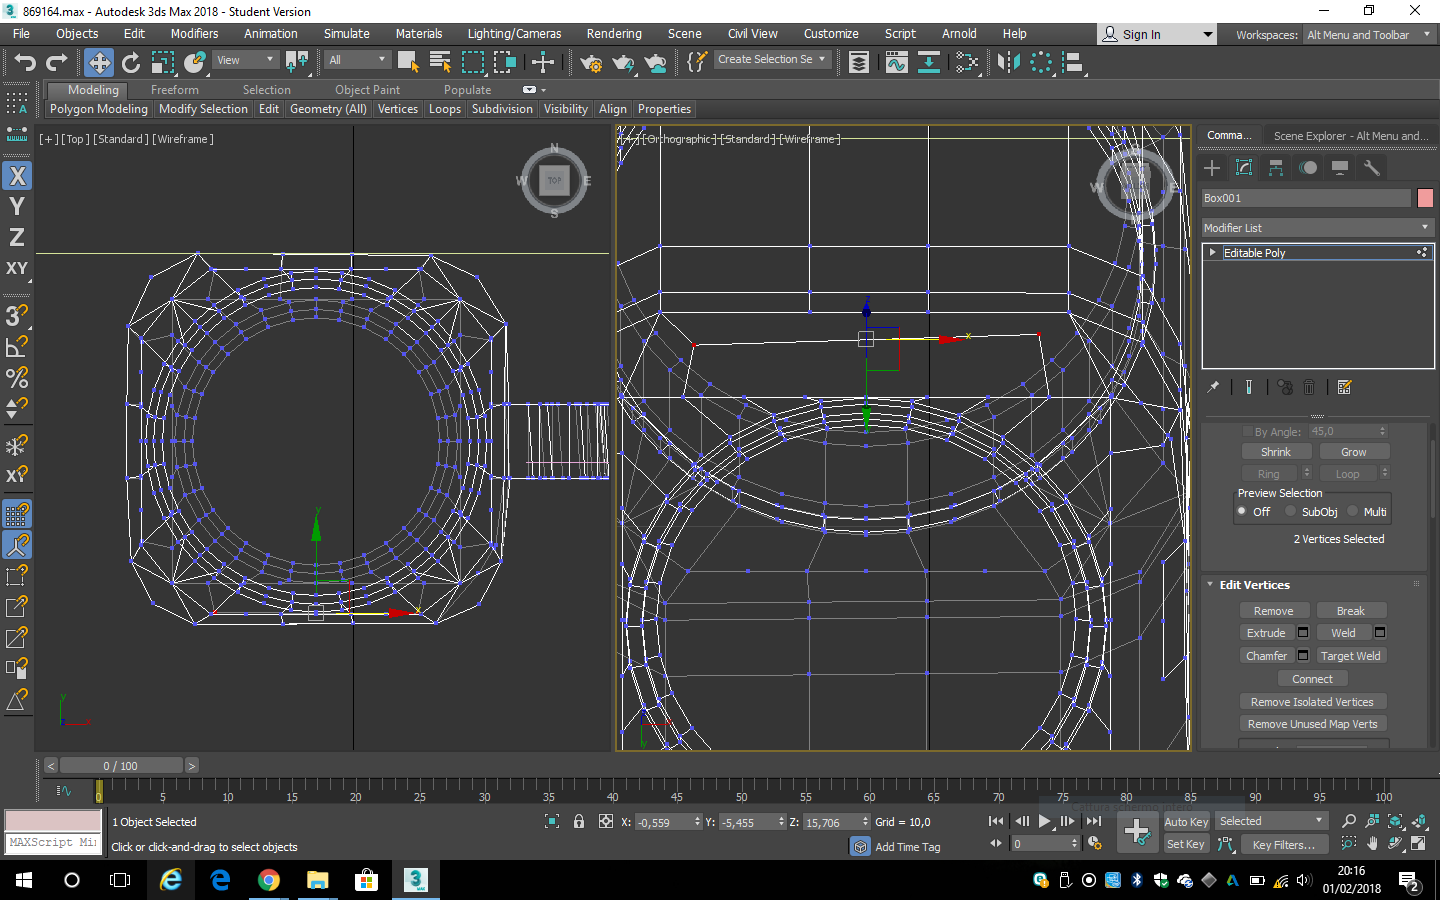 869164.max - Autodesk 3ds Max 2018 - Student Version
File Objects Edit Modifiers Animation Simulate Materials Lighting/Cameras Rendering Scene Civil View Customize Script Arnold Help Sign In Workspaces: Alt Menu and Toolbar
View All Create Selection Se
Modeling Freeform Selection Object Paint Populate
Polygon Modeling Modify Selection Edit Geometry (All) Vertices Loops Subdivision Visibility Align Properties
[+] [Top] [Standard] [Wireframe]
[+] [Orthographic] [Standard] [Wireframe]
Comma... Scene Explorer - Alt Menu and...
N
W TOP E
S
W E
X
Y
Z
XY
3
%
XY
Box001
Modifier List
Editable Poly
By Angle: 45,0
Shrink Grow
Ring Loop
Preview Selection
Off SubObj Multi
2 Vertices Selected
Edit Vertices
Remove Break
Extrude Weld
Chamfer Target Weld
Connect
Remove Isolated Vertices
Remove Unused Map Verts
z
x
y
x
y
x
y
< 0 / 100 >
0 5 10 15 20 25 30 35 40 45 50 55 60 65 70 75 80 85 90 95 100
Cattura schermo intero
1 Object Selected X: -0,559 Y: -5,455 Z: 15,706 Grid = 10,0 Auto Key Selected
MAXScript Mi Click or click-and-drag to select objects Add Time Tag 0 Set Key Key Filters...
3
MAX
20:16
01/02/2018
2